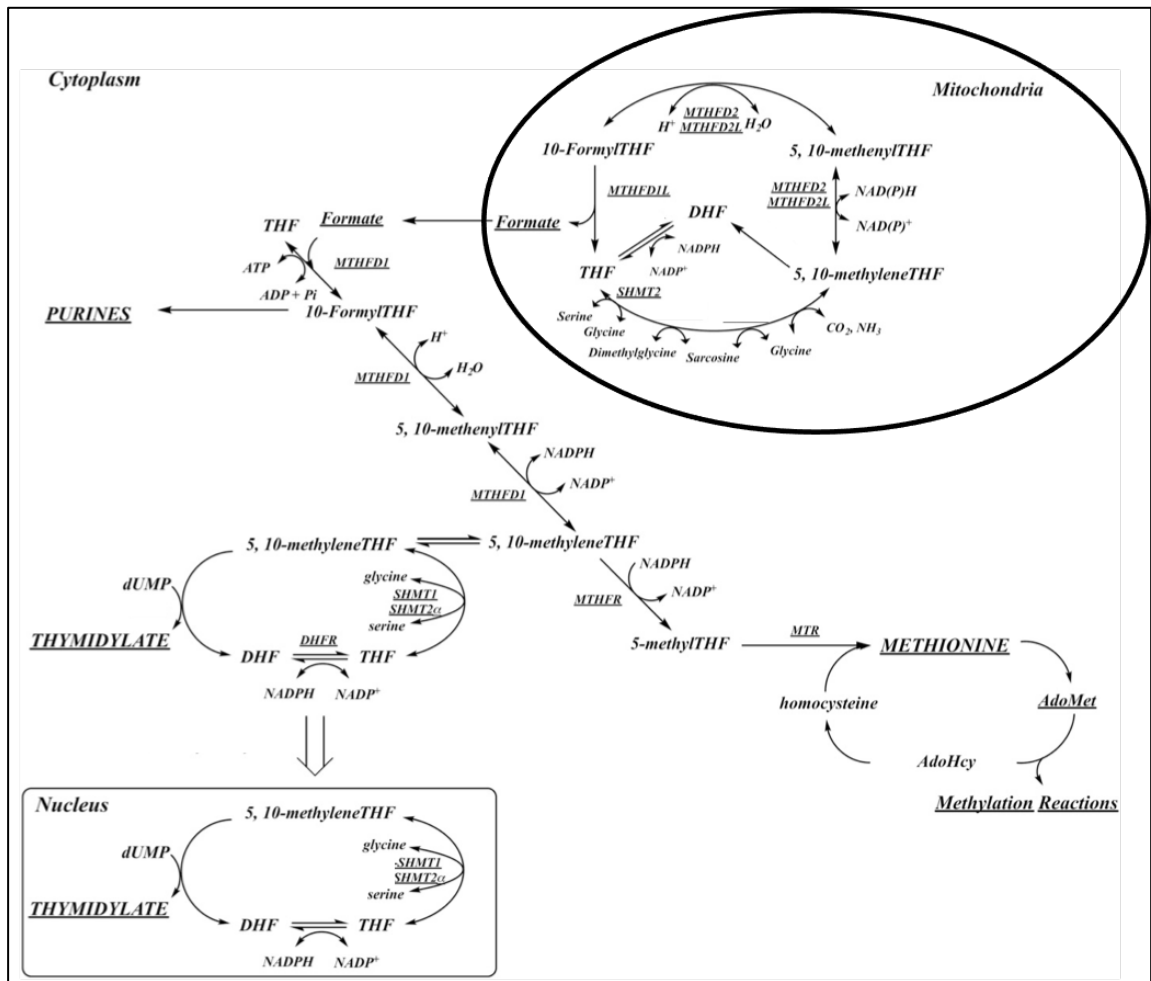 Cytoplasm
Mitochondria
H⁺
MTHFD2
MTHFD2L
H₂O
10-FormylTHF
5, 10-methenylTHF
MTHFD1L
MTHFD2
MTHFD2L
NAD(P)H
NAD(P)⁺
DHF
Formate
NADPH
NADP⁺
THF
5, 10-methyleneTHF
SHMT2
Serine
Glycine
Dimethylglycine
Sarcosine
Glycine
CO₂, NH₃
THF
Formate
ATP
MTHFD1
ADP + Pi
PURINES
10-FormylTHF
H⁺
MTHFD1
H₂O
5, 10-methenylTHF
NADPH
MTHFD1
NADP⁺
5, 10-methyleneTHF
5, 10-methyleneTHF
dUMP
glycine
SHMT1
SHMT2α
serine
THYMIDYLATE
DHF
DHFR
THF
NADPH
NADP⁺
NADPH
MTHFR
NADP⁺
5-methylTHF
MTR
METHIONINE
homocysteine
AdoMet
AdoHcy
Methylation Reactions
Nucleus
5, 10-methyleneTHF
dUMP
glycine
SHMT1
SHMT2α
serine
THYMIDYLATE
DHF
THF
NADPH
NADP⁺